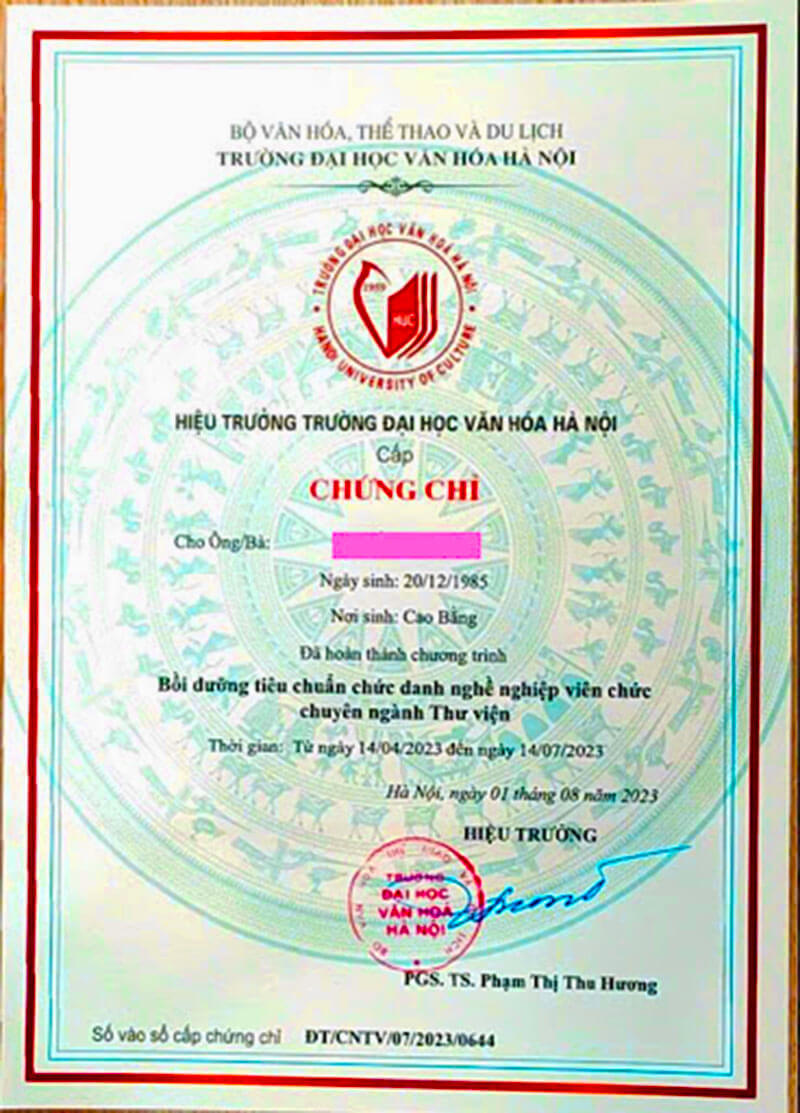 BỘ VĂN HÓA, THỂ THAO VÀ DU LỊCH
TRƯỜNG ĐẠI HỌC VĂN HÓA HÀ NỘI
TRƯỜNG ĐẠI HỌC VĂN HOÁ HÀ NỘI
1959
HUC
HANOI UNIVERSITY OF CULTURE
HIỆU TRƯỞNG TRƯỜNG ĐẠI HỌC VĂN HÓA HÀ NỘI
Cấp
CHỨNG CHỈ
Cho Ông/Bà:
Ngày sinh: 20/12/1985
Nơi sinh: Cao Bằng
Đã hoàn thành chương trình
Bồi dưỡng tiêu chuẩn chức danh nghề nghiệp viên chức
chuyên ngành Thư viện
Thời gian: Từ ngày 14/04/2023 đến ngày 14/07/2023
Hà Nội, ngày 01 tháng 08 năm 2023
HIỆU TRƯỞNG
TRƯỜNG
ĐẠI HỌC
VĂN HOÁ
HÀ NỘI
PGS. TS. Phạm Thị Thu Hương
Số vào sổ cấp chứng chỉ ĐT/CNTV/07/2023/0644